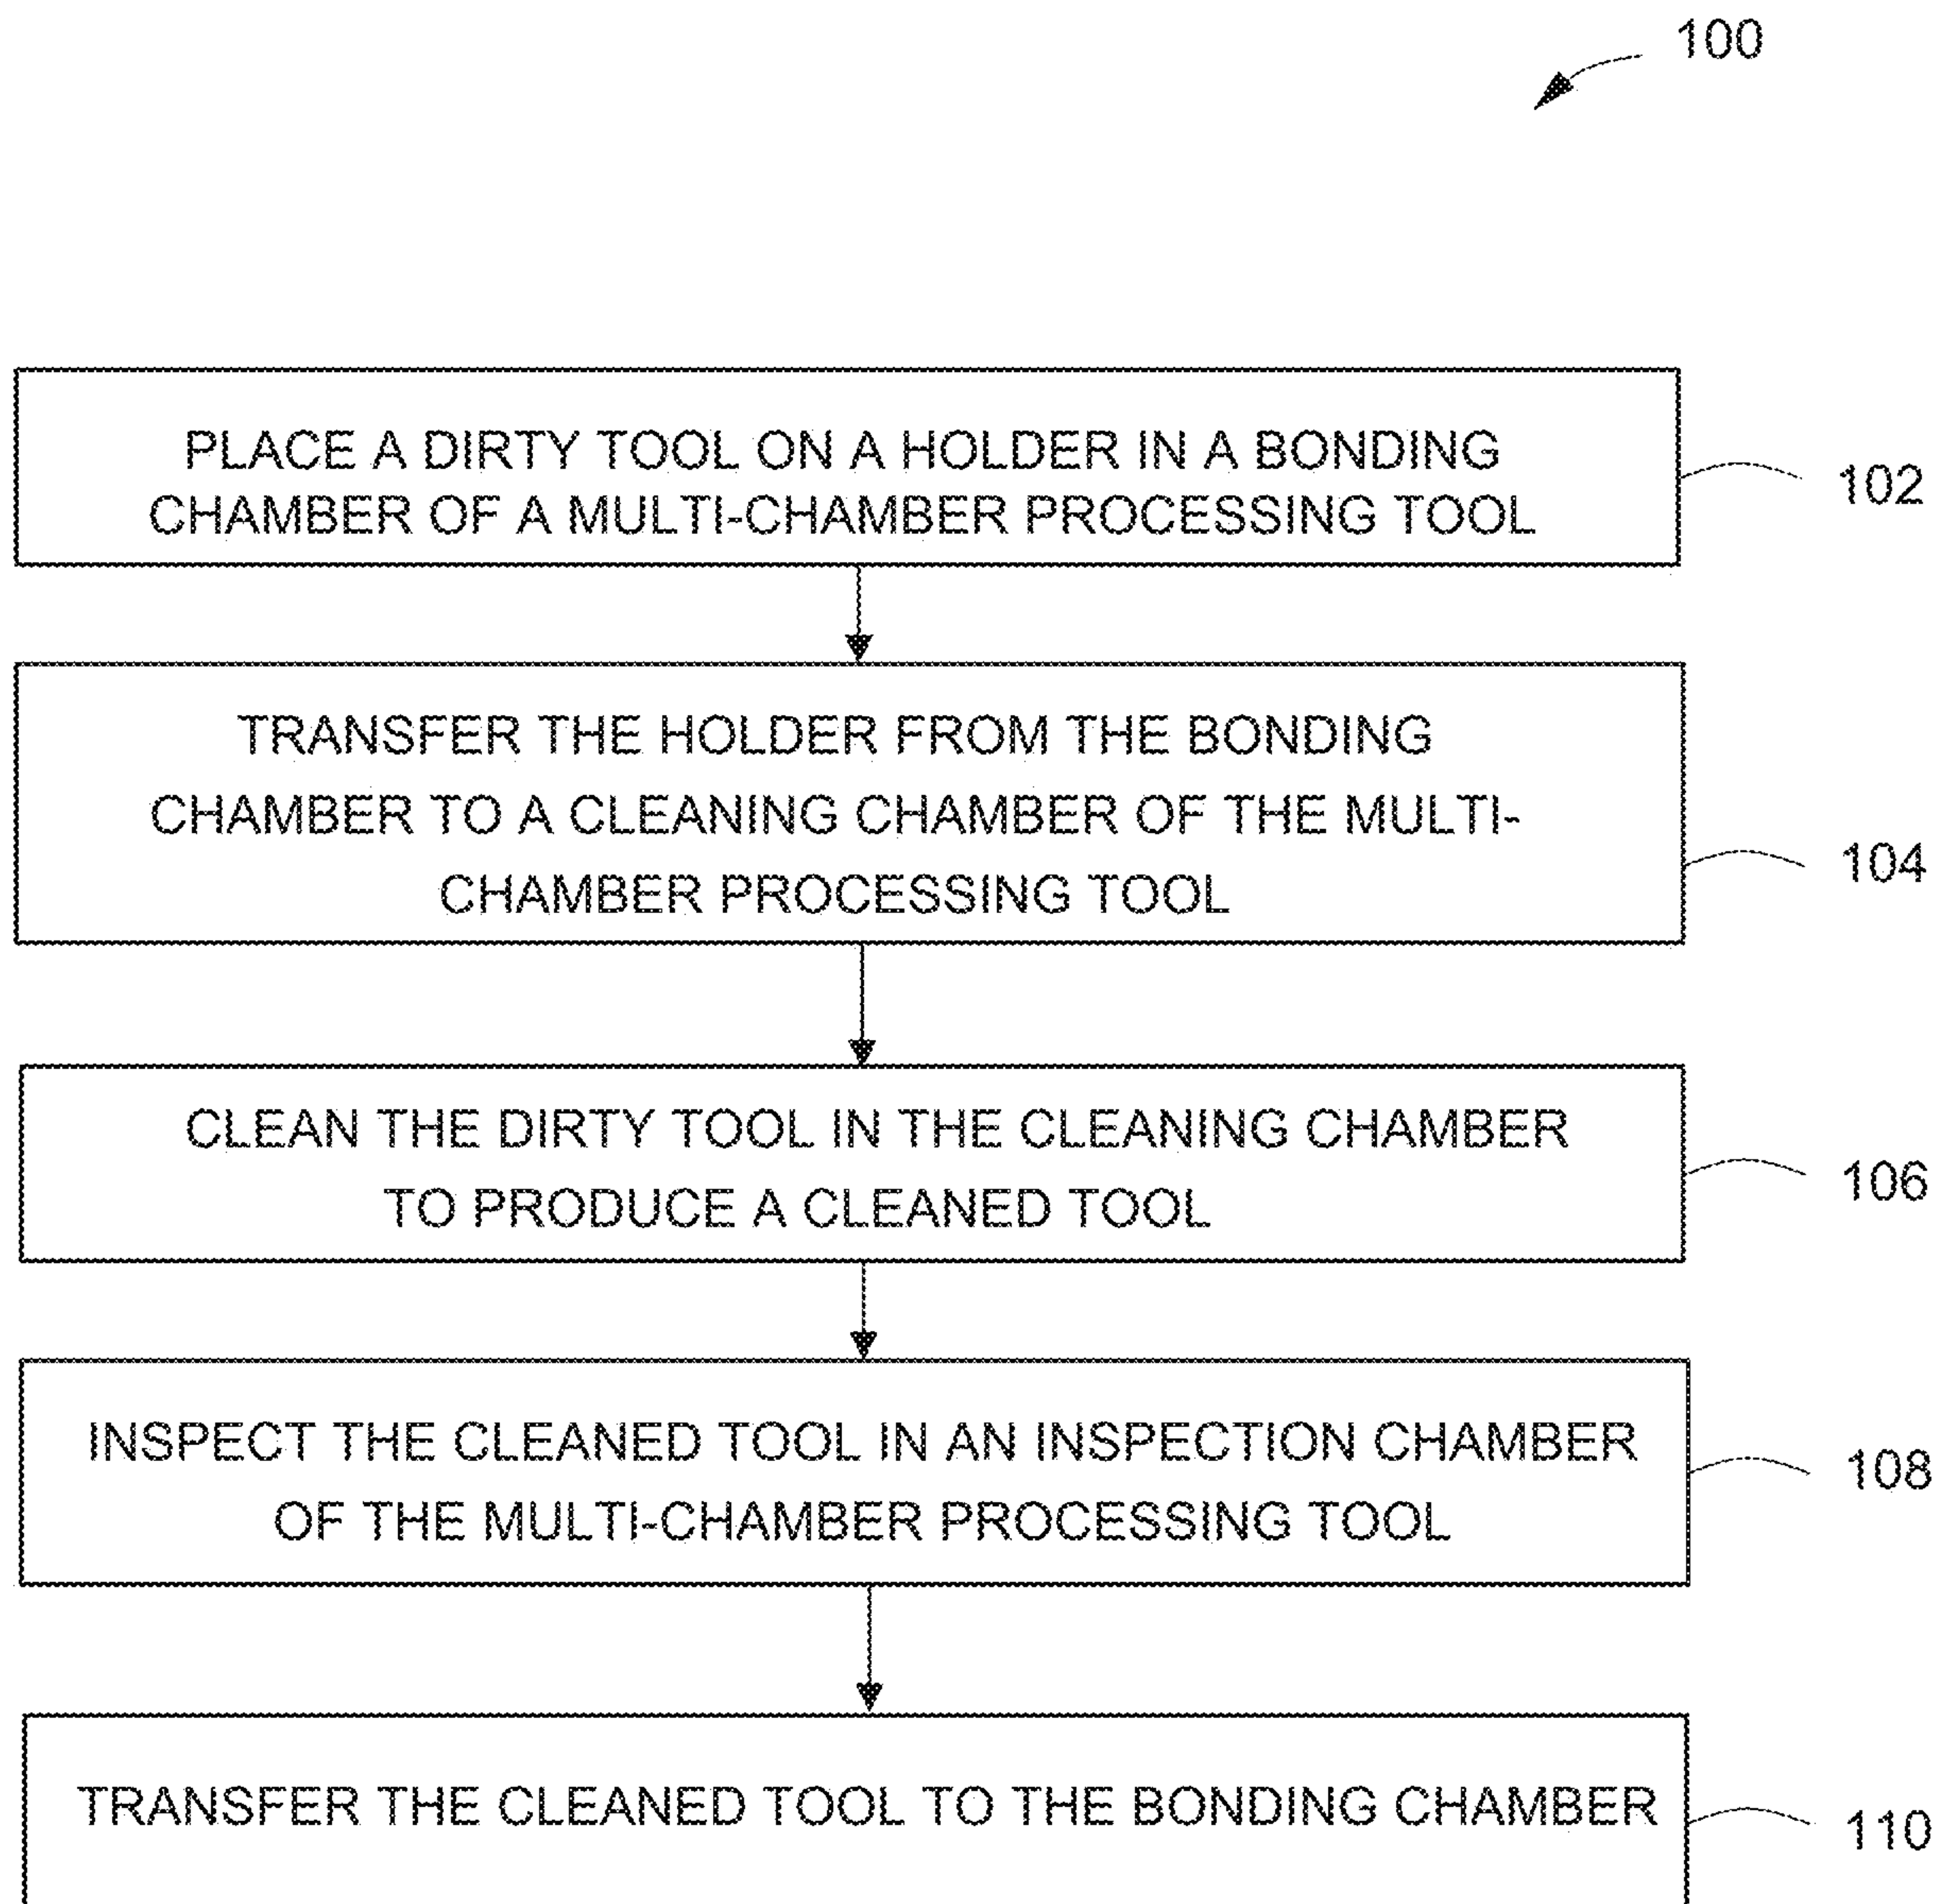 100
PLACE A DIRTY TOOL ON A HOLDER IN A BONDING
CHAMBER OF A MULTI-CHAMBER PROCESSING TOOL
102
TRANSFER THE HOLDER FROM THE BONDING
CHAMBER TO A CLEANING CHAMBER OF THE MULTI-
CHAMBER PROCESSING TOOL
104
CLEAN THE DIRTY TOOL IN THE CLEANING CHAMBER
TO PRODUCE A CLEANED TOOL
106
INSPECT THE CLEANED TOOL IN AN INSPECTION CHAMBER
OF THE MULTI-CHAMBER PROCESSING TOOL
108
TRANSFER THE CLEANED TOOL TO THE BONDING CHAMBER
110